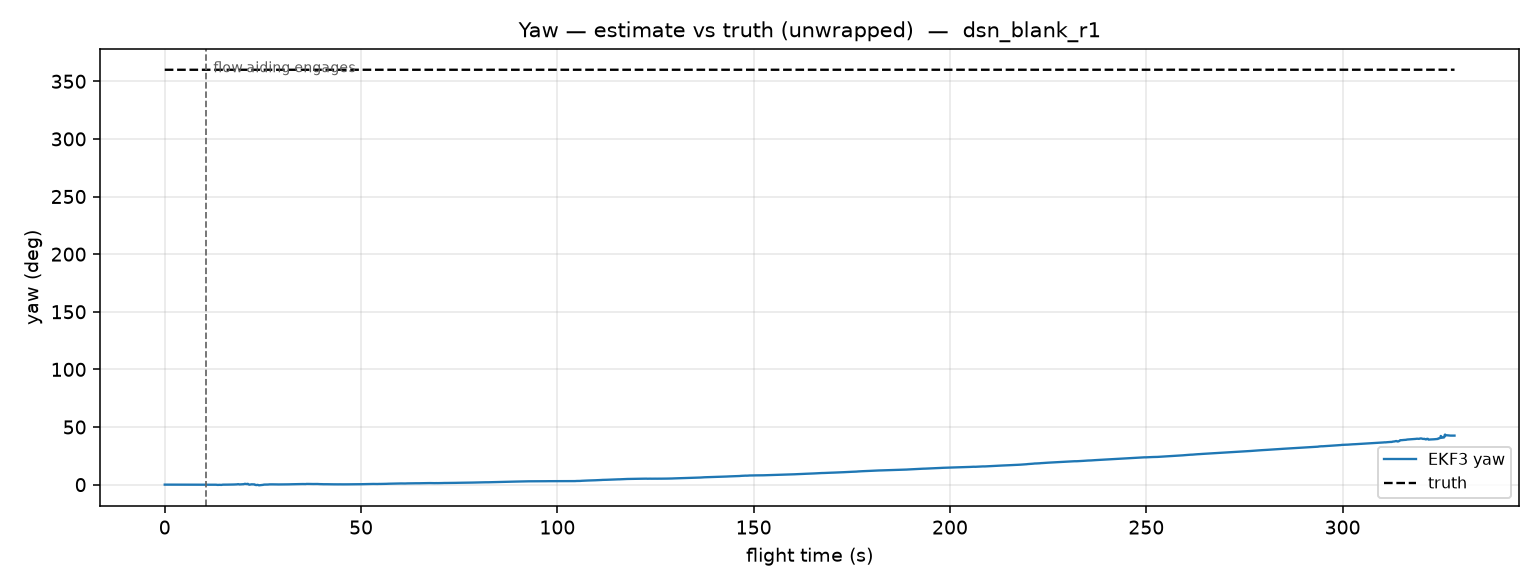 Yaw — estimate vs truth (unwrapped)  —  dsn_blank_r1
flow aiding engages
350
300
250
200
150
100
50
0
yaw (deg)
EKF3 yaw
truth
0 50 100 150 200 250 300
flight time (s)